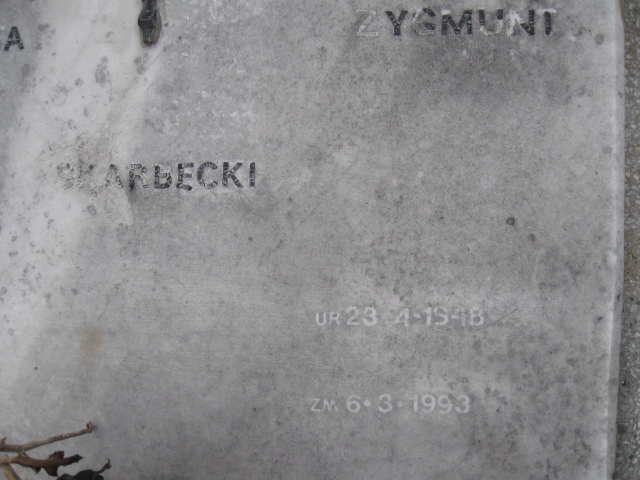 A
ZYGMUNT
SKARBECKI
UR 23·4·1918
ZM 6·3·1993